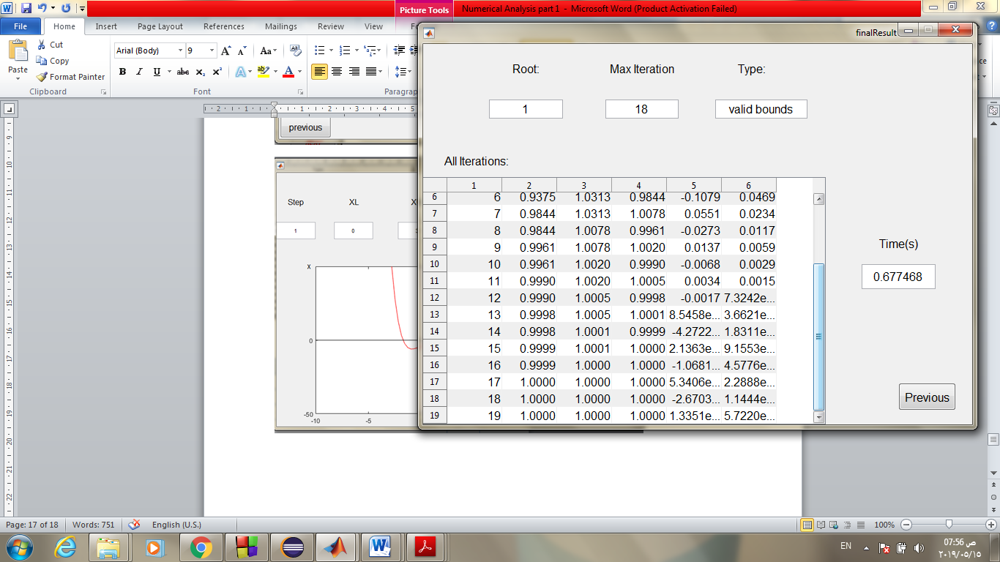 Picture Tools
Numerical Analysis part 1 - Microsoft Word (Product Activation Failed)
File Home Insert Page Layout References Mailings Review View
finalResult
Paste
Cut
Copy
Format Painter
Clipboard
Arial (Body) 9
Font
Paragrap
previous
Step XL
1 0
X
0
-50
-10 -5
Root: Max Iteration Type:
1 18 valid bounds
All Iterations:
1 2 3 4 5 6
6 6 0.9375 1.0313 0.9844 -0.1079 0.0469
7 7 0.9844 1.0313 1.0078 0.0551 0.0234
8 8 0.9844 1.0078 0.9961 -0.0273 0.0117
9 9 0.9961 1.0078 1.0020 0.0137 0.0059
10 10 0.9961 1.0020 0.9990 -0.0068 0.0029
11 11 0.9990 1.0020 1.0005 0.0034 0.0015
12 12 0.9990 1.0005 0.9998 -0.0017 7.3242e...
13 13 0.9998 1.0005 1.0001 8.5458e... 3.6621e...
14 14 0.9998 1.0001 0.9999 -4.2722... 1.8311e...
15 15 0.9999 1.0001 1.0000 2.1363e... 9.1553e...
16 16 0.9999 1.0000 1.0000 -1.0681... 4.5776e...
17 17 1.0000 1.0000 1.0000 5.3406e... 2.2888e...
18 18 1.0000 1.0000 1.0000 -2.6703... 1.1444e...
19 19 1.0000 1.0000 1.0000 1.3351e... 5.7220e...
Time(s)
0.677468
Previous
Page: 17 of 18 Words: 751 English (U.S.) 100%
EN
07:56 ص
٢٠١٩/٠٥/١٥